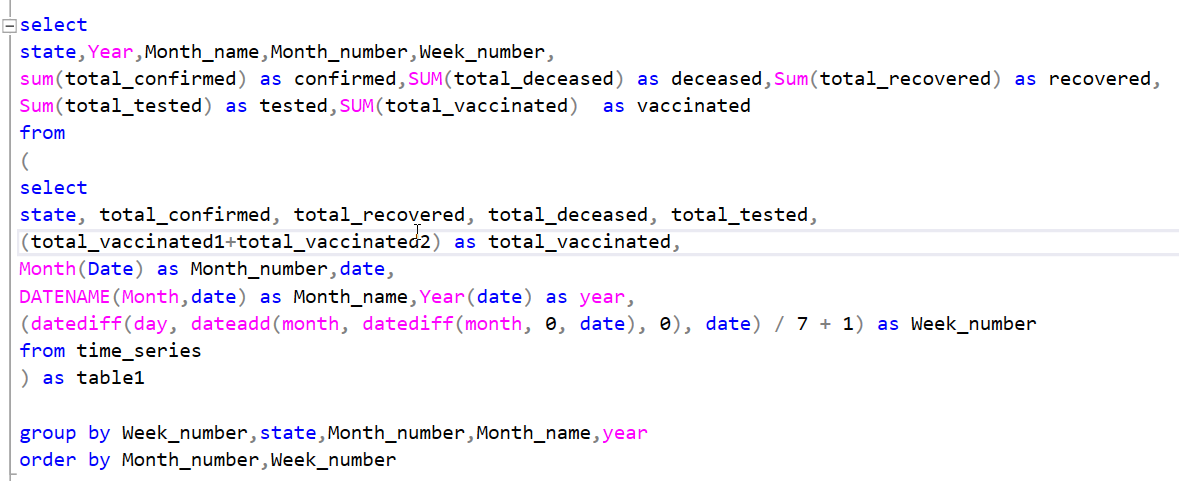 select
state,Year,Month_name,Month_number,Week_number,
sum(total_confirmed) as confirmed,SUM(total_deceased) as deceased,Sum(total_recovered) as recovered,
Sum(total_tested) as tested,SUM(total_vaccinated)  as vaccinated
from
(
select
state, total_confirmed, total_recovered, total_deceased, total_tested,
(total_vaccinated1+total_vaccinated2) as total_vaccinated,
Month(Date) as Month_number,date,
DATENAME(Month,date) as Month_name,Year(date) as year,
(datediff(day, dateadd(month, datediff(month, 0, date), 0), date) / 7 + 1) as Week_number
from time_series
) as table1
group by Week_number,state,Month_number,Month_name,year
order by Month_number,Week_number